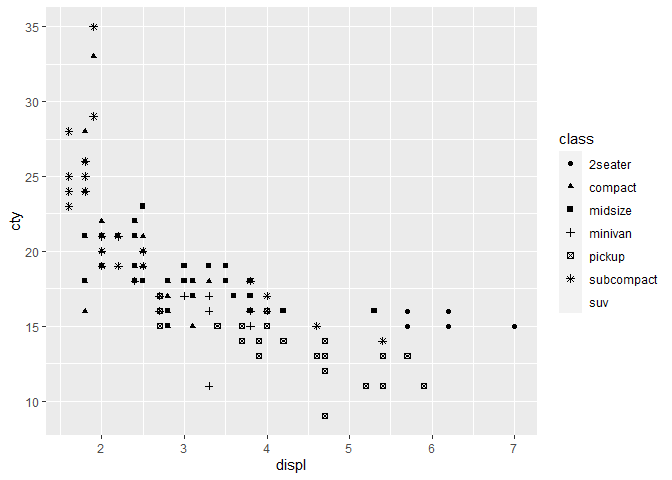 35
30
25
20
15
10
cty
2
3
4
5
6
7
displ
class
2seater
compact
midsize
minivan
pickup
subcompact
suv